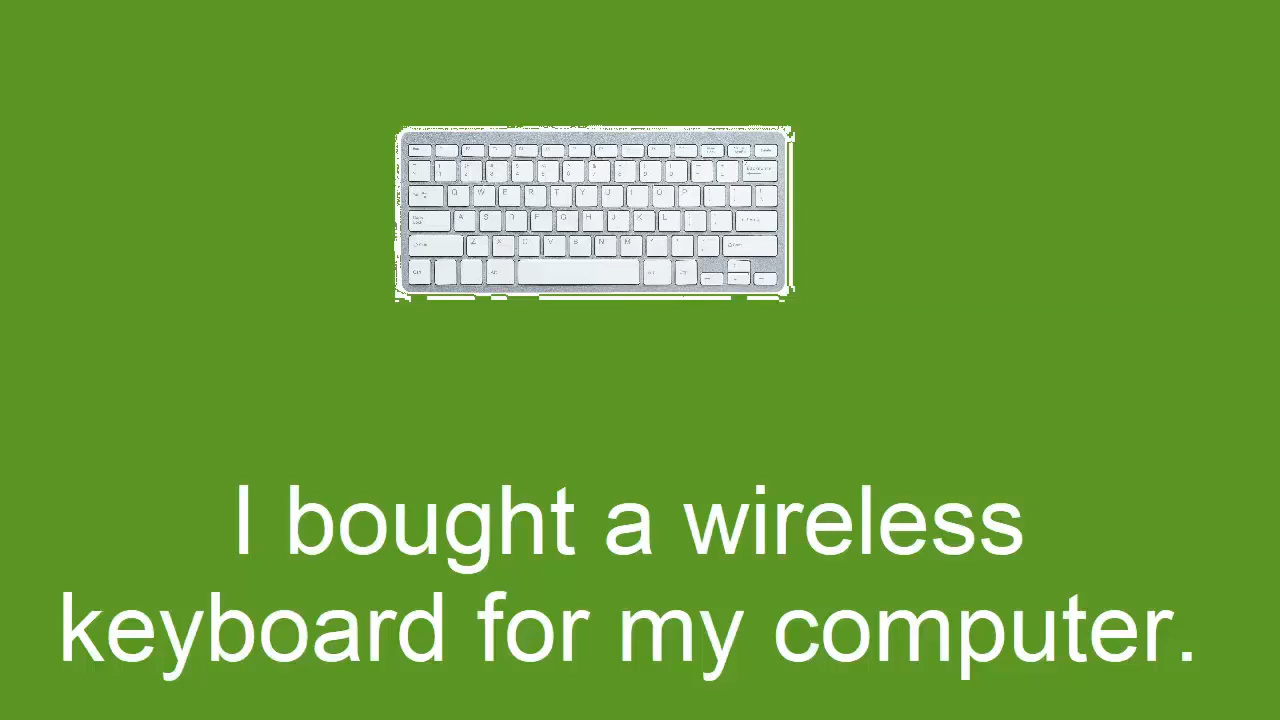 Q W E R T Y U I O P
A S D F G H J K L
Z X C V B N M
I bought a wireless
keyboard for my computer.